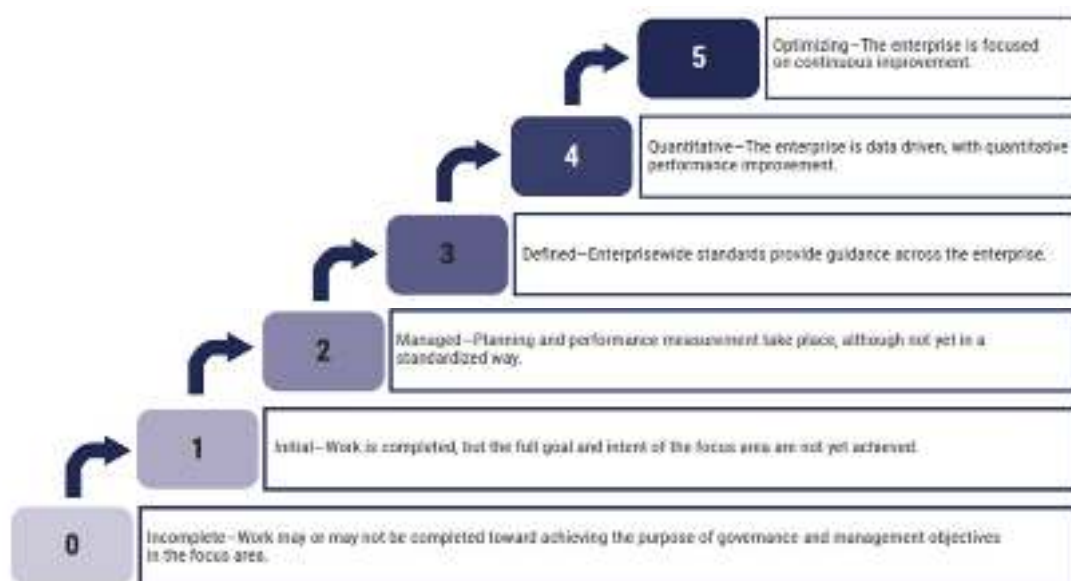 5
Optimizing—The enterprise is focused
on continuous improvement.
4
Quantitative—The enterprise is data driven, with quantitative
performance improvement.
3
Defined—Enterprisewide standards provide guidance across the enterprise.
2
Managed—Planning and performance measurement take place, although not yet in a
standardized way.
1
Initial—Work is completed, but the full goal and intent of the focus area are not yet achieved.
0
Incomplete—Work may or may not be completed toward achieving the purpose of governance and management objectives
in the focus area.